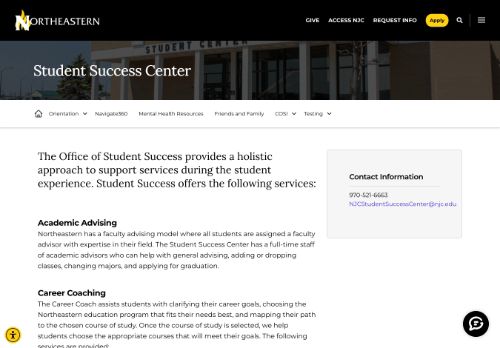 NORTHEASTERN
GIVE ACCESS NJC REQUEST INFO Apply
STUDENT CENTER
Student Success Center
Orientation Navigate360 Mental Health Resources Friends and Family COSI Testing
The Office of Student Success provides a holistic
approach to support services during the student
experience. Student Success offers the following services:
Contact Information
970-521-6663
NJCStudentSuccessCenter@njc.edu
Academic Advising
Northeastern has a faculty advising model where all students are assigned a faculty
advisor with expertise in their field. The Student Success Center has a full-time staff
of academic advisors who can help with general advising, adding or dropping
classes, changing majors, and applying for graduation.
Career Coaching
The Career Coach assists students with clarifying their career goals, choosing the
Northeastern education program that fits their needs best, and mapping their path
to the chosen course of study. Once the course of study is selected, we help
students choose the appropriate courses that will meet their goals. The following
services are provided: